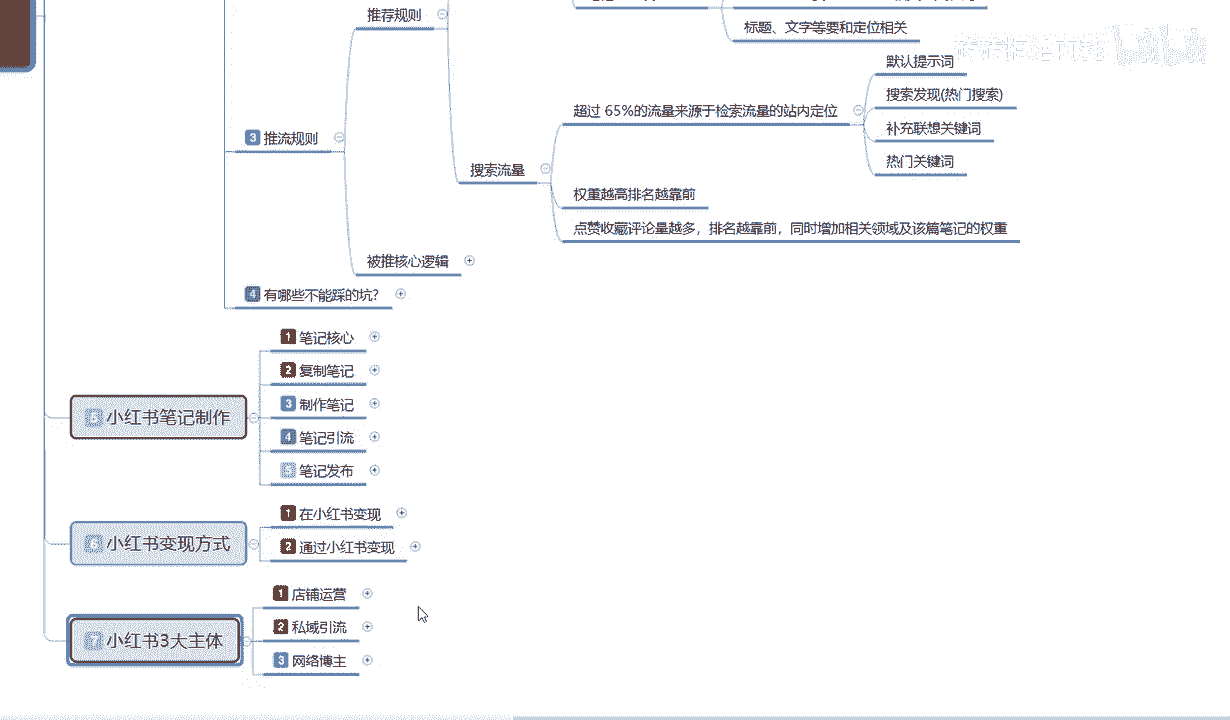 推荐规则
标题、文字等要和定位相关
默认提示词
搜索发现(热门搜索)
超过 65%的流量来源于检索流量的站内定位
补充联想关键词
3 推流规则
热门关键词
搜索流量
权重越高排名越靠前
点赞收藏评论量越多，排名越靠前，同时增加相关领域及该篇笔记的权重
被推核心逻辑
4 有哪些不能踩的坑?
1 笔记核心
2 复制笔记
3 制作笔记
5 小红书笔记制作
4 笔记引流
5 笔记发布
1 在小红书变现
6 小红书变现方式
2 通过小红书变现
1 店铺运营
2 私域引流
7 小红书3大主体
3 网络博主
bilibili